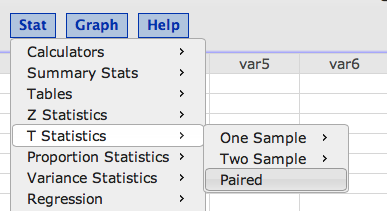 Stat Graph Help
var5 var6
Calculators
Summary Stats
Tables
Z Statistics
T Statistics
One Sample
Proportion Statistics
Two Sample
Variance Statistics
Paired
Regression